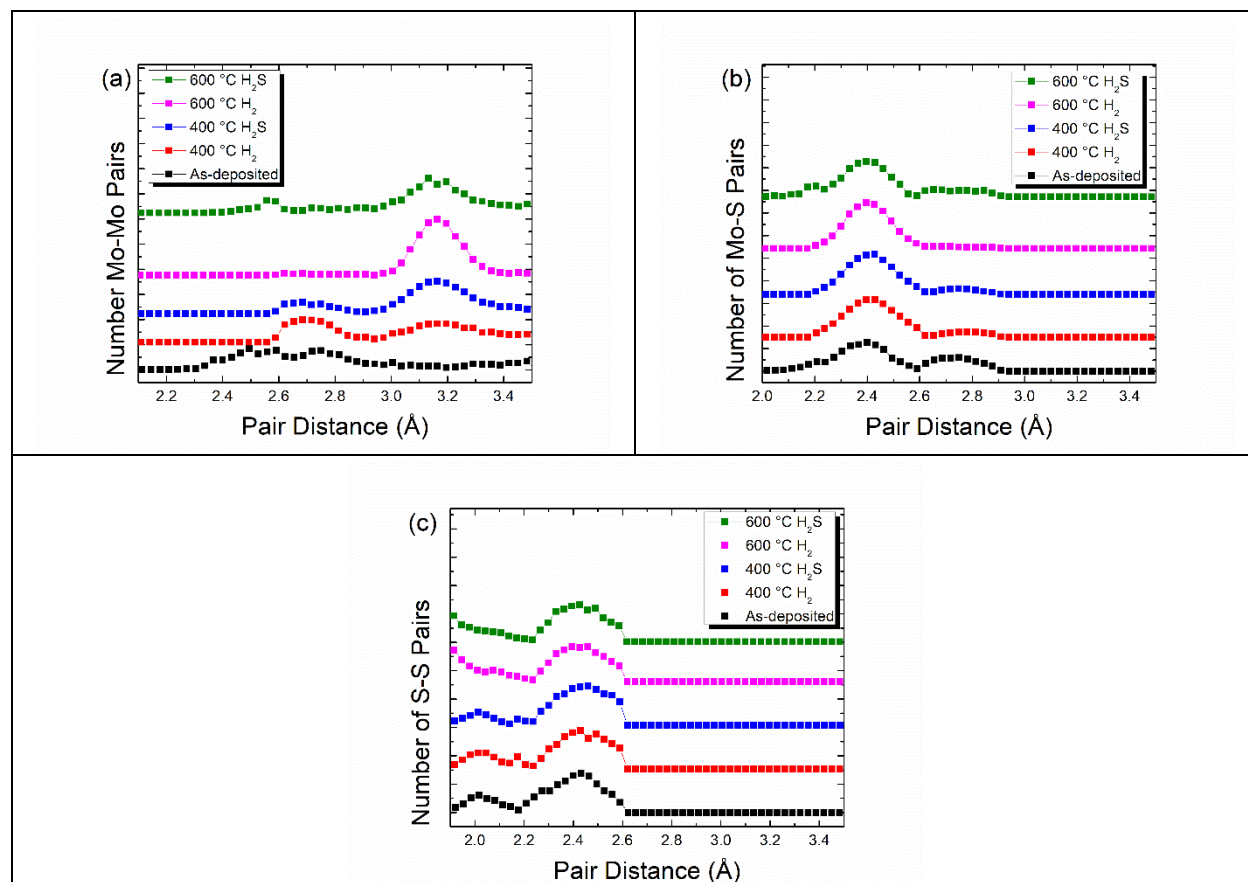 (a)
600 °C H2S
600 °C H2
400 °C H2S
400 °C H2
As-deposited
Number Mo-Mo Pairs
2.2 2.4 2.6 2.8 3.0 3.2 3.4
Pair Distance (Å)
(b)
600 °C H2S
600 °C H2
400 °C H2S
400 °C H2
As-deposited
Number of Mo-S Pairs
2.0 2.2 2.4 2.6 2.8 3.0 3.2 3.4
Pair Distance (Å)
(c)
600 °C H2S
600 °C H2
400 °C H2S
400 °C H2
As-deposited
Number of S-S Pairs
2.0 2.2 2.4 2.6 2.8 3.0 3.2 3.4
Pair Distance (Å)